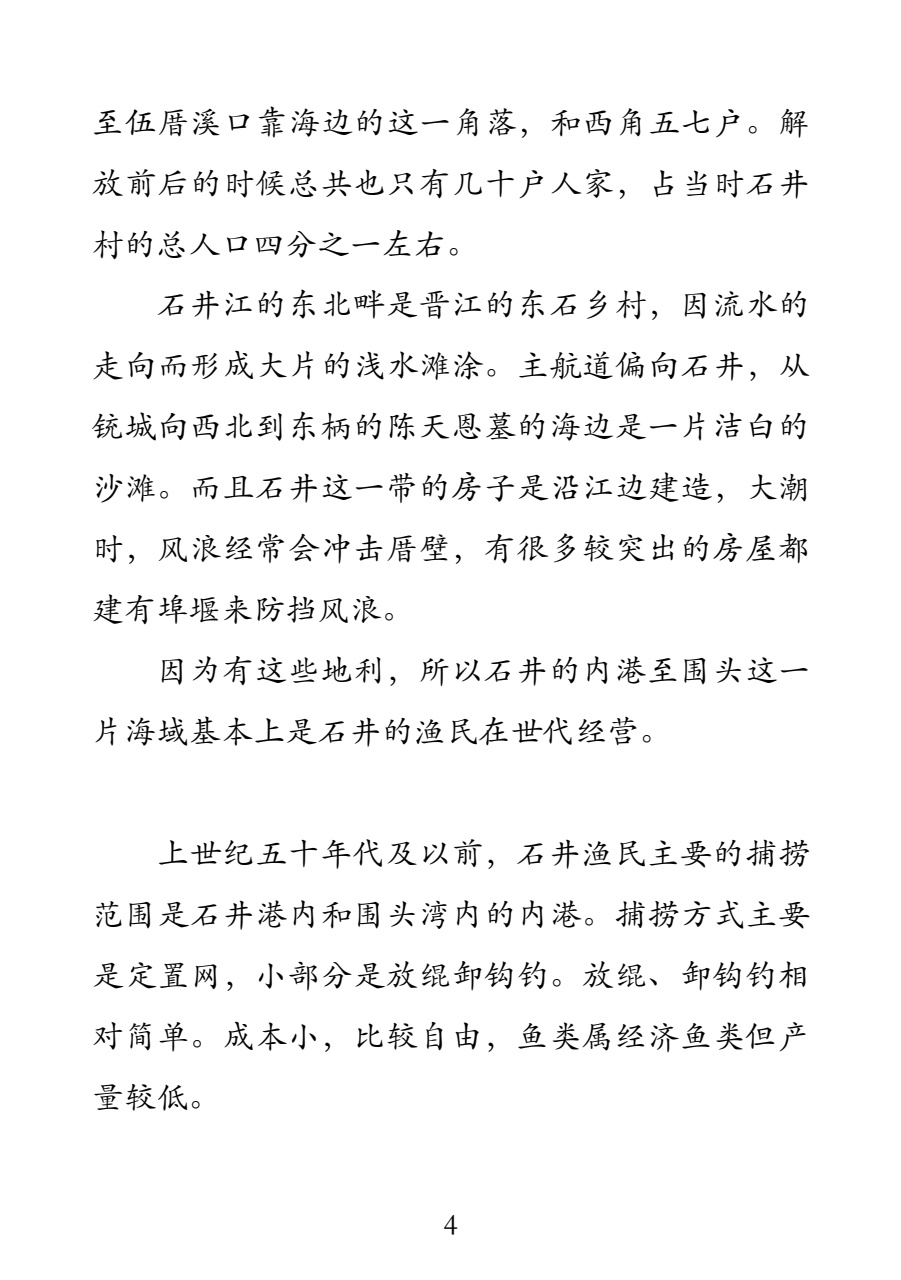 至伍厝溪口靠海边的这一角落，和西角五七户。解
放前后的时候总共也只有几十户人家，占当时石井
村的总人口四分之一左右。
石井江的东北畔是晋江的东石乡村，因流水的
走向而形成大片的浅水滩涂。主航道偏向石井，从
铳城向西北到东柄的陈天恩墓的海边是一片洁白的
沙滩。而且石井这一带的房子是沿江边建造，大潮
时，风浪经常会冲击厝壁，有很多较突出的房屋都
建有埠堰来防挡风浪。
因为有这些地利，所以石井的内港至围头这一
片海域基本上是石井的渔民在世代经营。
上世纪五十年代及以前，石井渔民主要的捕捞
范围是石井港内和围头湾内的内港。捕捞方式主要
是定置网，小部分是放绲卸钩钓。放绲、卸钩钓相
对简单。成本小，比较自由，鱼类属经济鱼类但产
量较低。
4